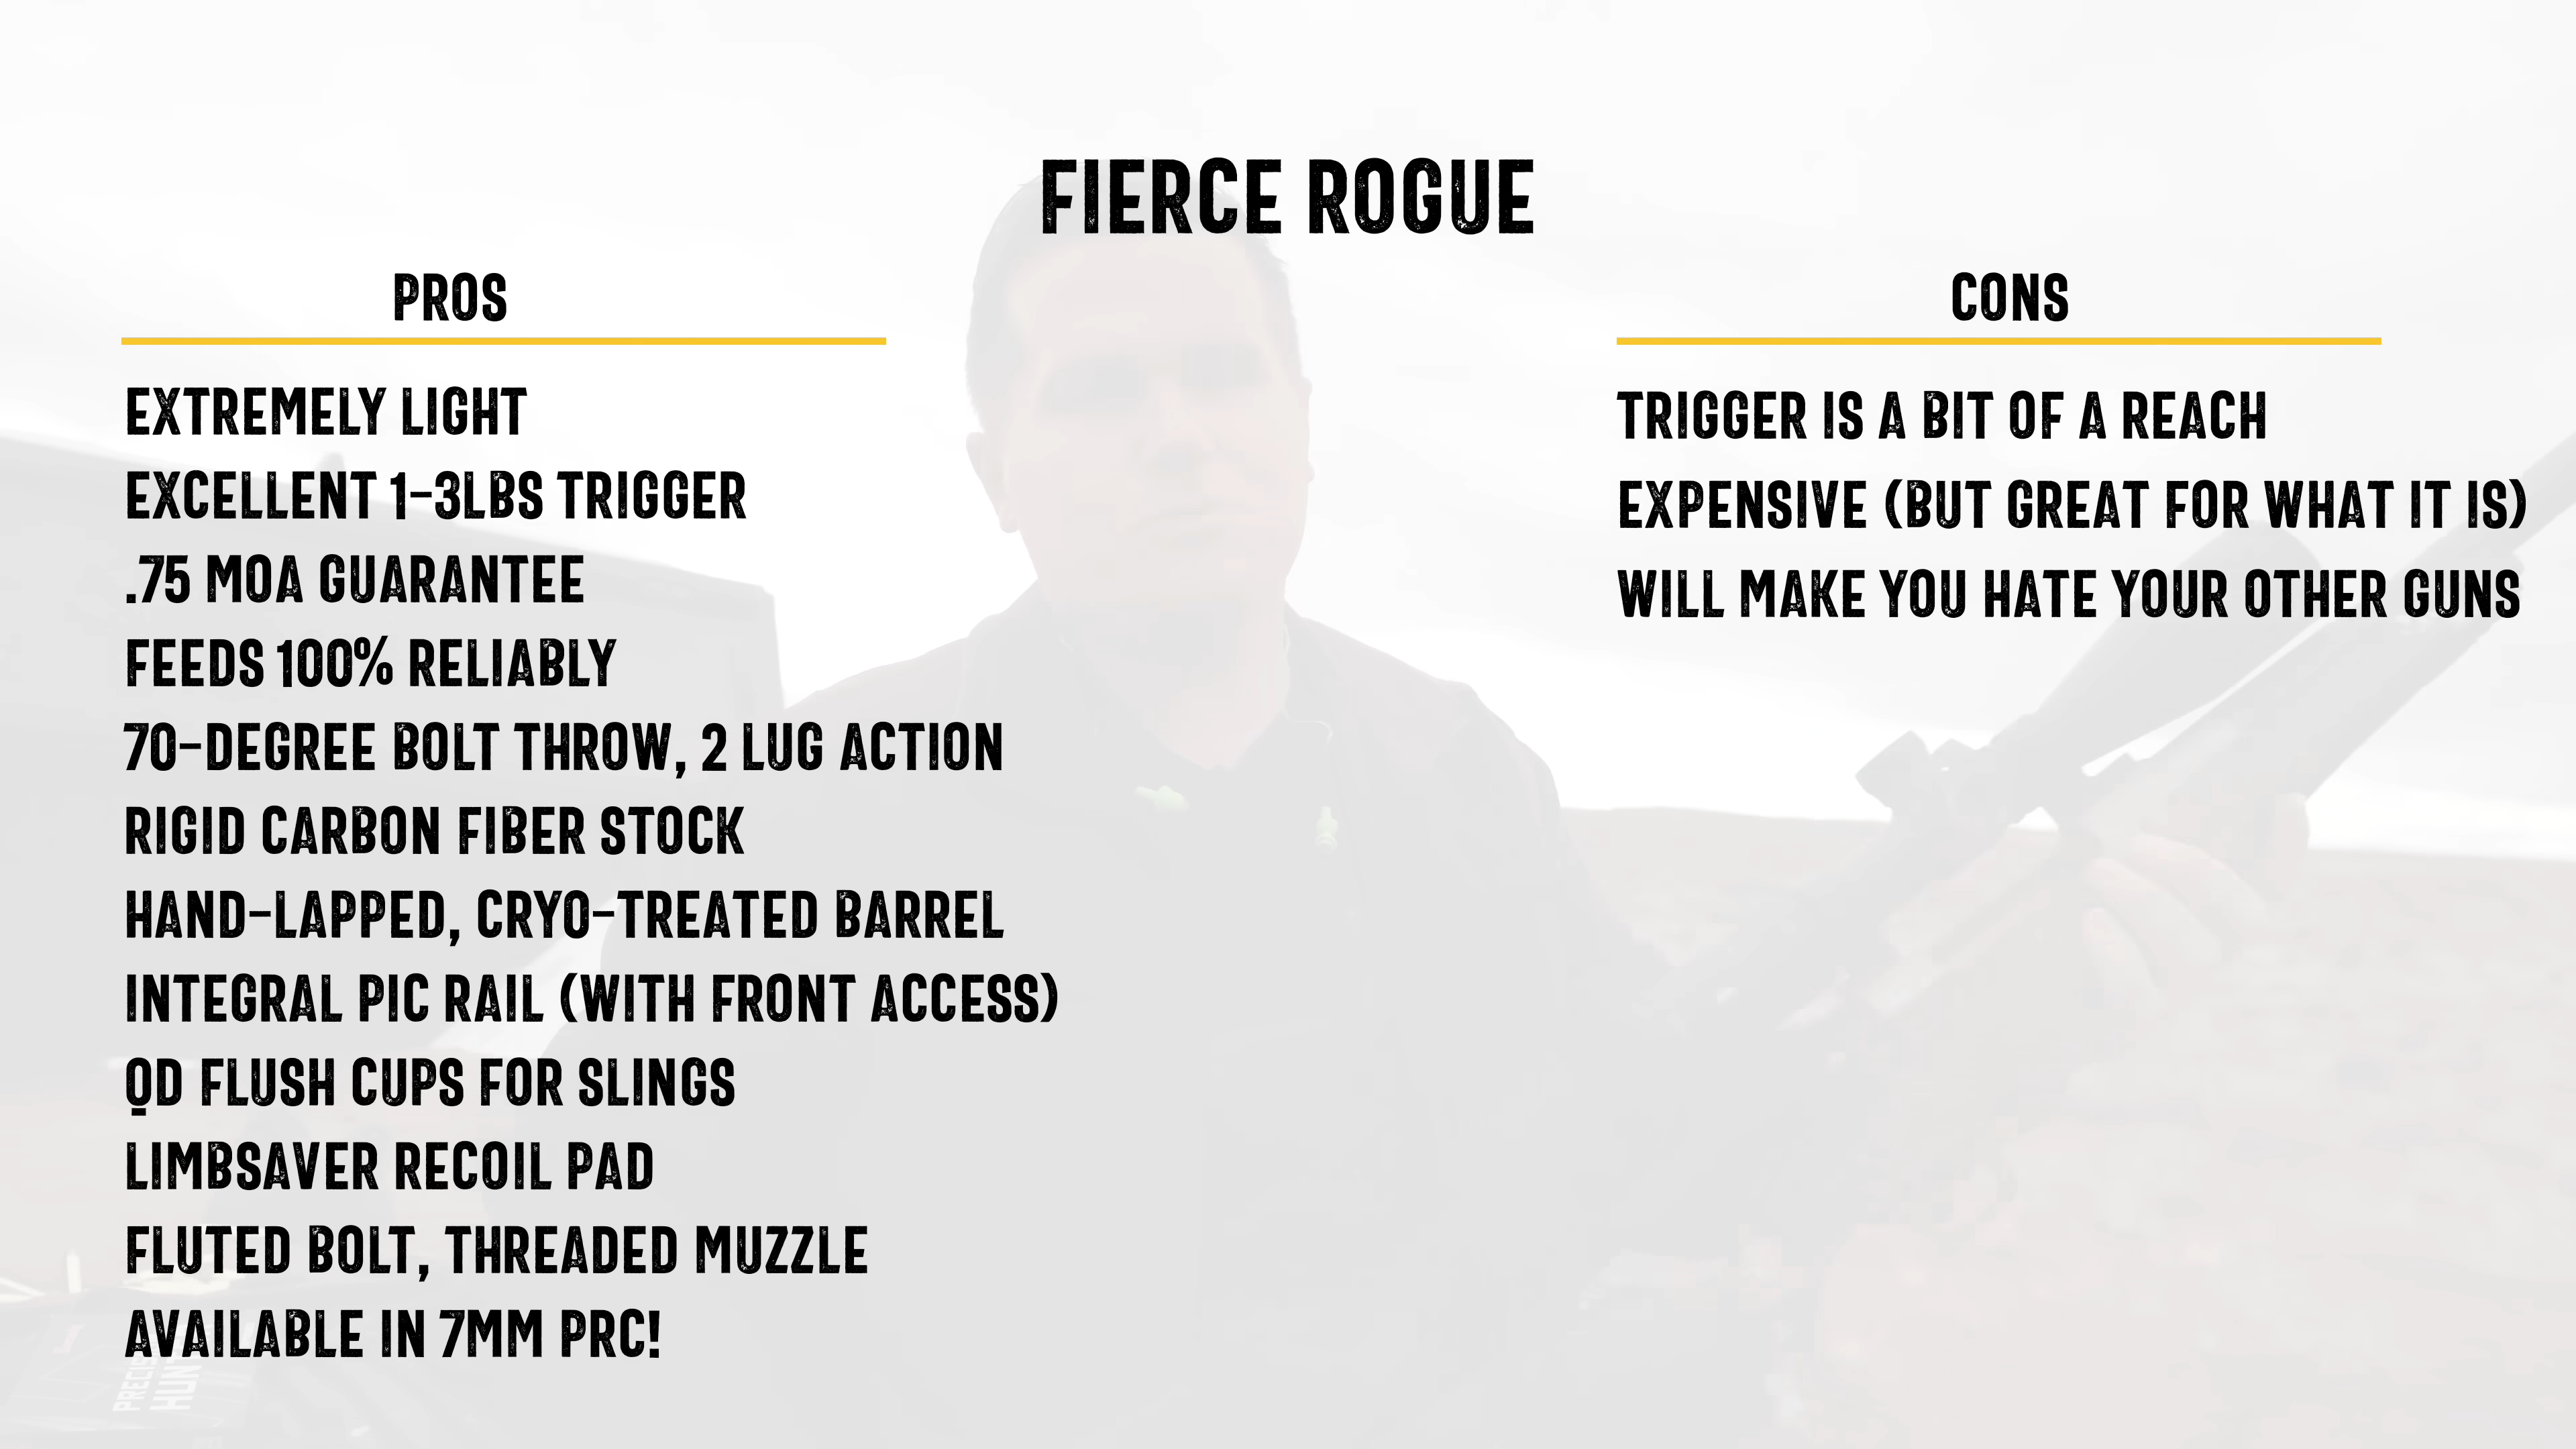 FIERCE ROGUE
PROS
EXTREMELY LIGHT
EXCELLENT 1-3LBS TRIGGER
.75 MOA GUARANTEE
FEEDS 100% RELIABLY
70-DEGREE BOLT THROW, 2 LUG ACTION
RIGID CARBON FIBER STOCK
HAND-LAPPED, CRYO-TREATED BARREL
INTEGRAL PIC RAIL (WITH FRONT ACCESS)
QD FLUSH CUPS FOR SLINGS
LIMBSAVER RECOIL PAD
FLUTED BOLT, THREADED MUZZLE
AVAILABLE IN 7MM PRC!
CONS
TRIGGER IS A BIT OF A REACH
EXPENSIVE (BUT GREAT FOR WHAT IT IS)
WILL MAKE YOU HATE YOUR OTHER GUNS